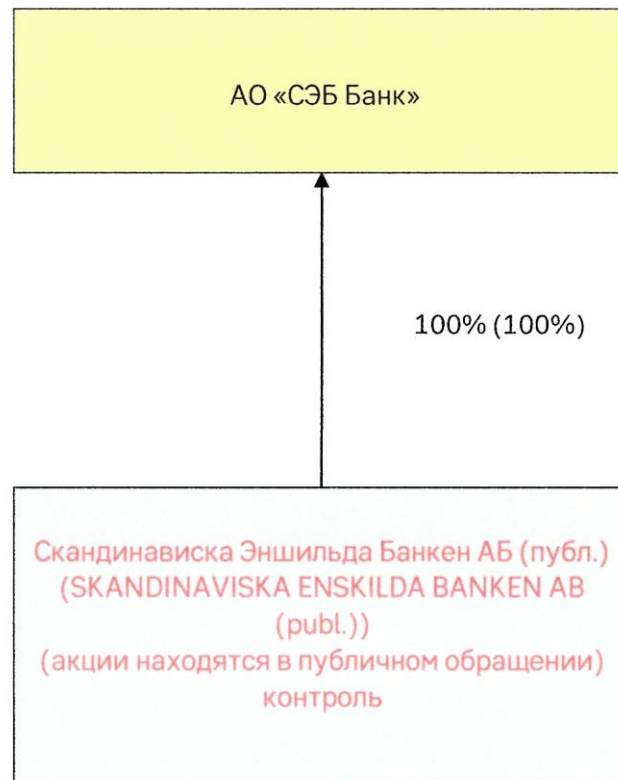 АО «СЭБ Банк»
100% (100%)
Скандинависка Эншильда Банкен АБ (публ.)
(SKANDINAVISKA ENSKILDA BANKEN AB
(publ.))
(акции находятся в публичном обращении)
контроль